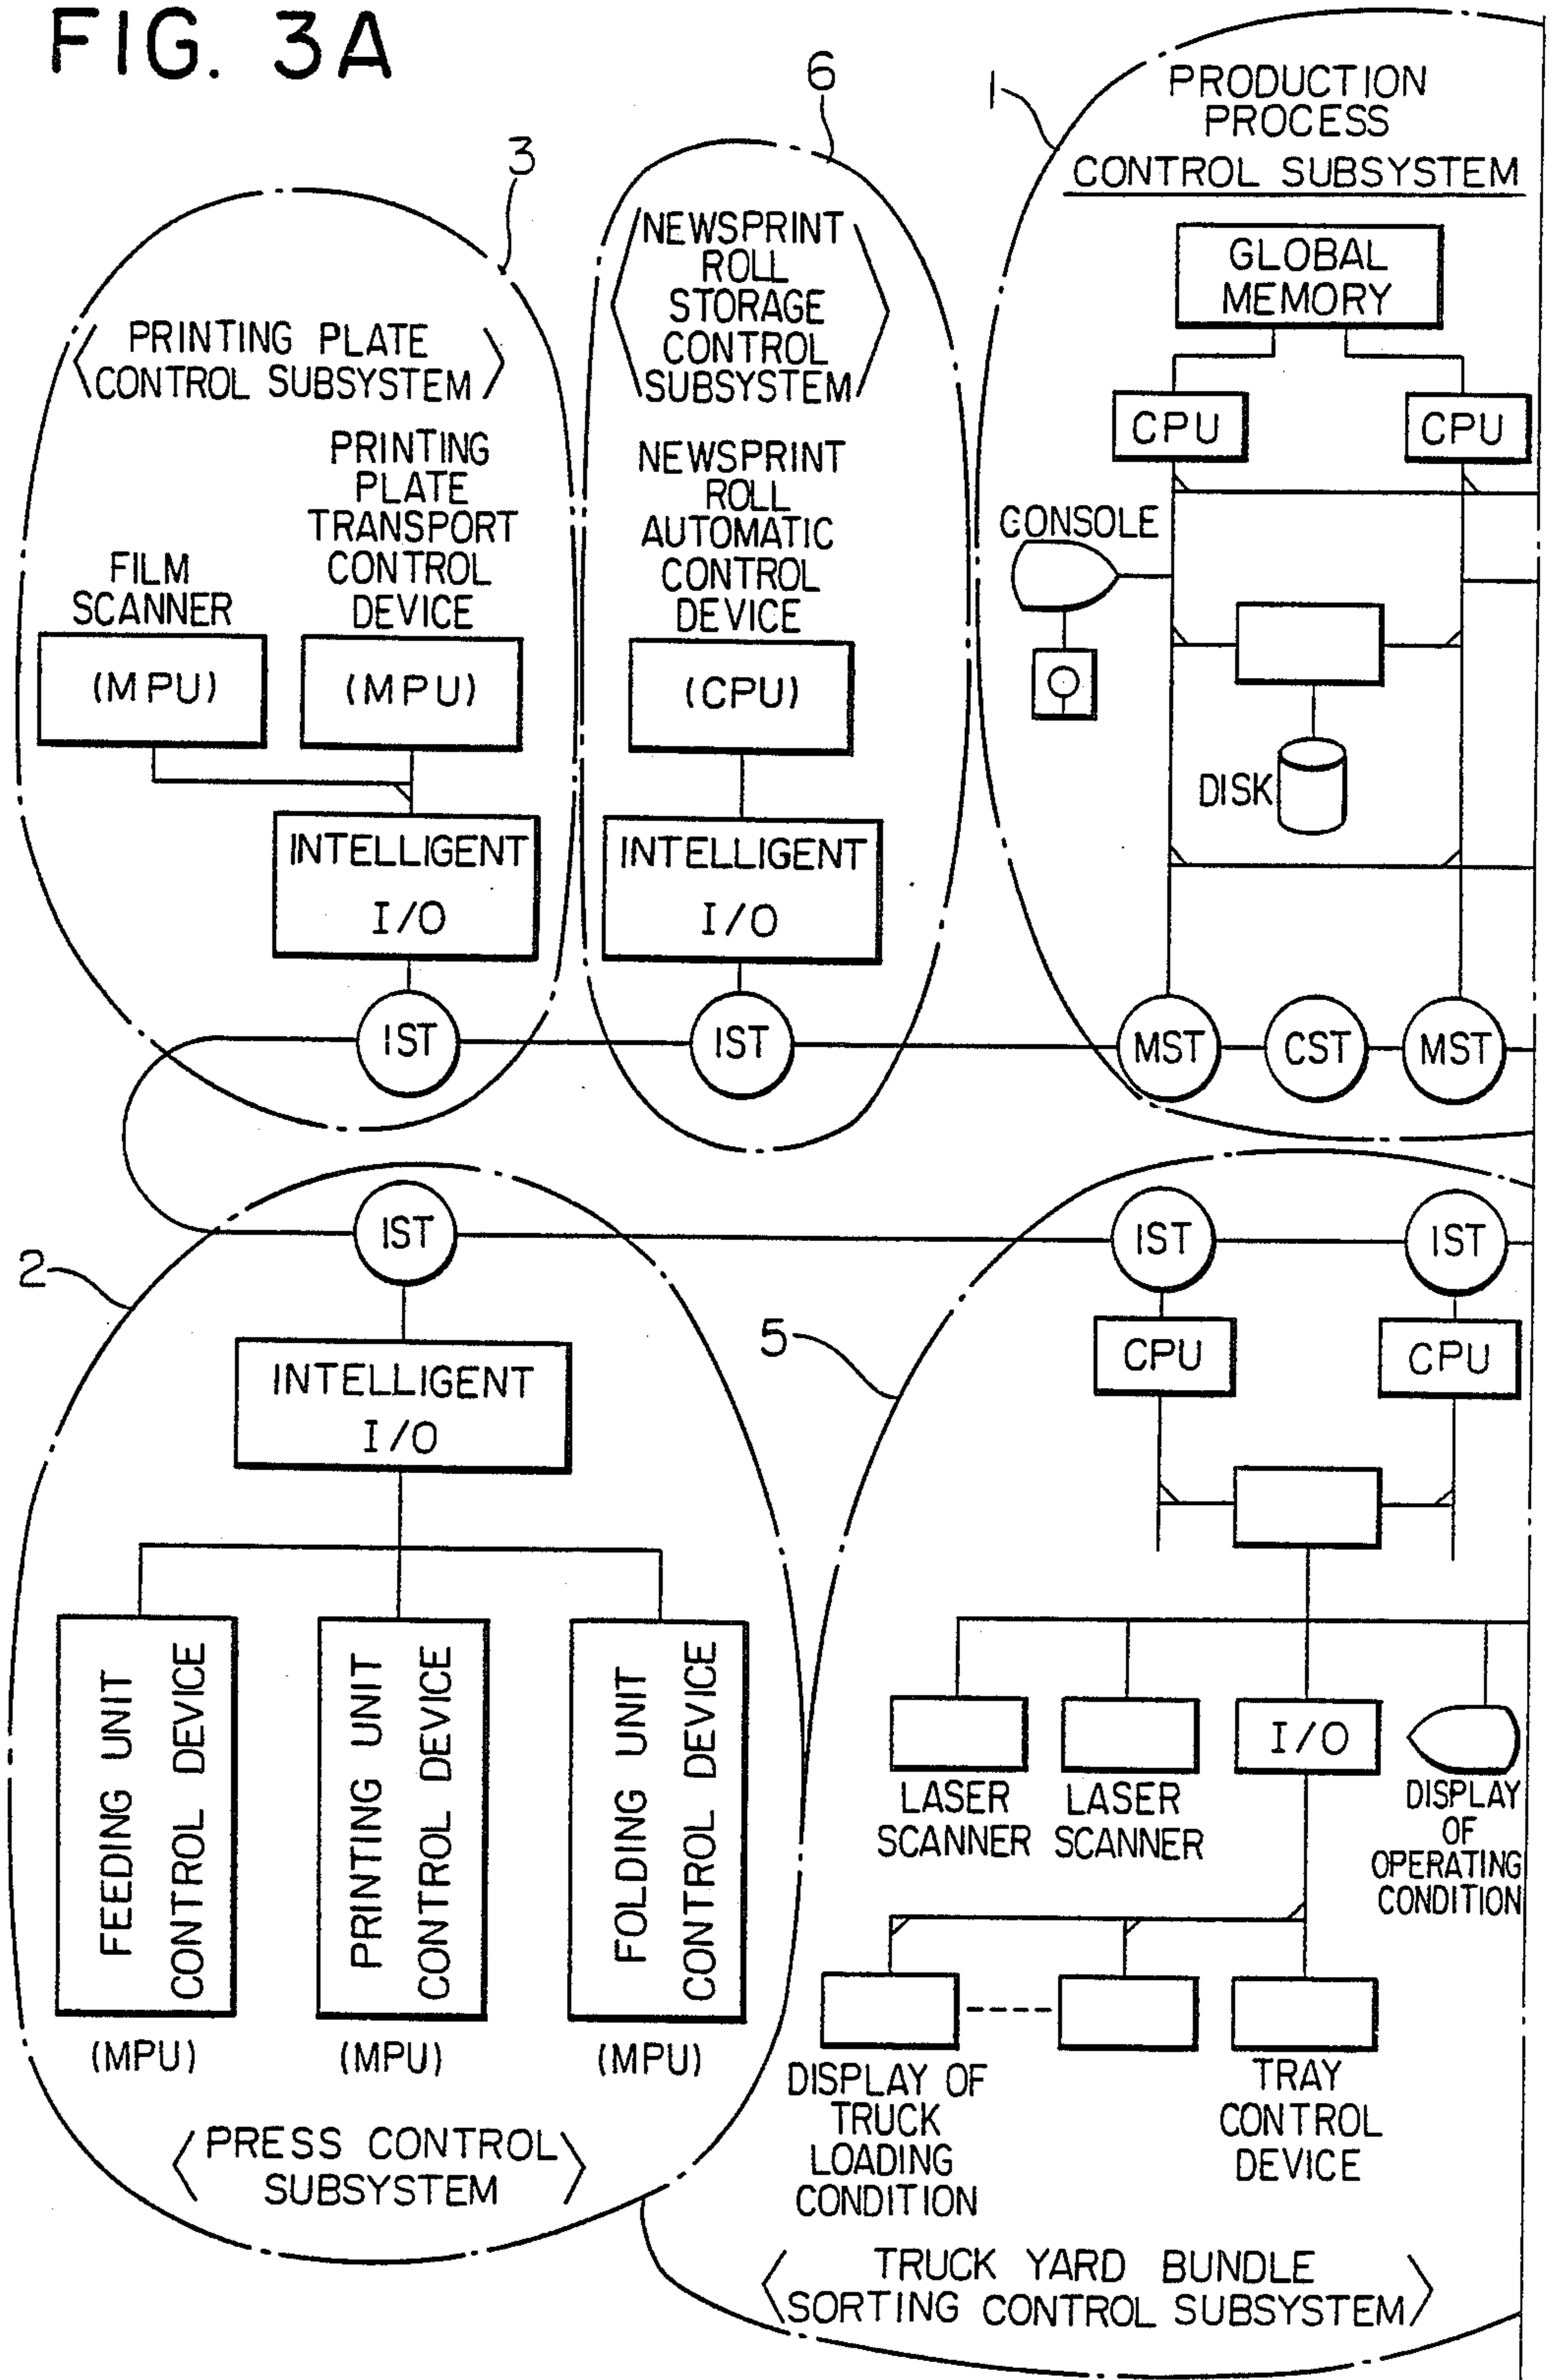 FIG. 3A
6
1
3
PRODUCTION
PROCESS
CONTROL SUBSYSTEM
GLOBAL
MEMORY
CPU
CPU
CONSOLE
DISK
MST
CST
MST
NEWSPRINT
ROLL
STORAGE
CONTROL
SUBSYSTEM
NEWSPRINT
ROLL
AUTOMATIC
CONTROL
DEVICE
(CPU)
INTELLIGENT
I/O
IST
PRINTING PLATE
CONTROL SUBSYSTEM
PRINTING
PLATE
TRANSPORT
CONTROL
DEVICE
FILM
SCANNER
(MPU)
(MPU)
INTELLIGENT
I/O
IST
2
IST
INTELLIGENT
I/O
FEEDING UNIT
CONTROL DEVICE
PRINTING UNIT
CONTROL DEVICE
FOLDING UNIT
CONTROL DEVICE
(MPU)
(MPU)
(MPU)
PRESS CONTROL
SUBSYSTEM
5
IST
IST
CPU
CPU
I/O
LASER
SCANNER
LASER
SCANNER
DISPLAY
OF
OPERATING
CONDITION
DISPLAY OF
TRUCK
LOADING
CONDITION
TRAY
CONTROL
DEVICE
TRUCK YARD BUNDLE
SORTING CONTROL SUBSYSTEM